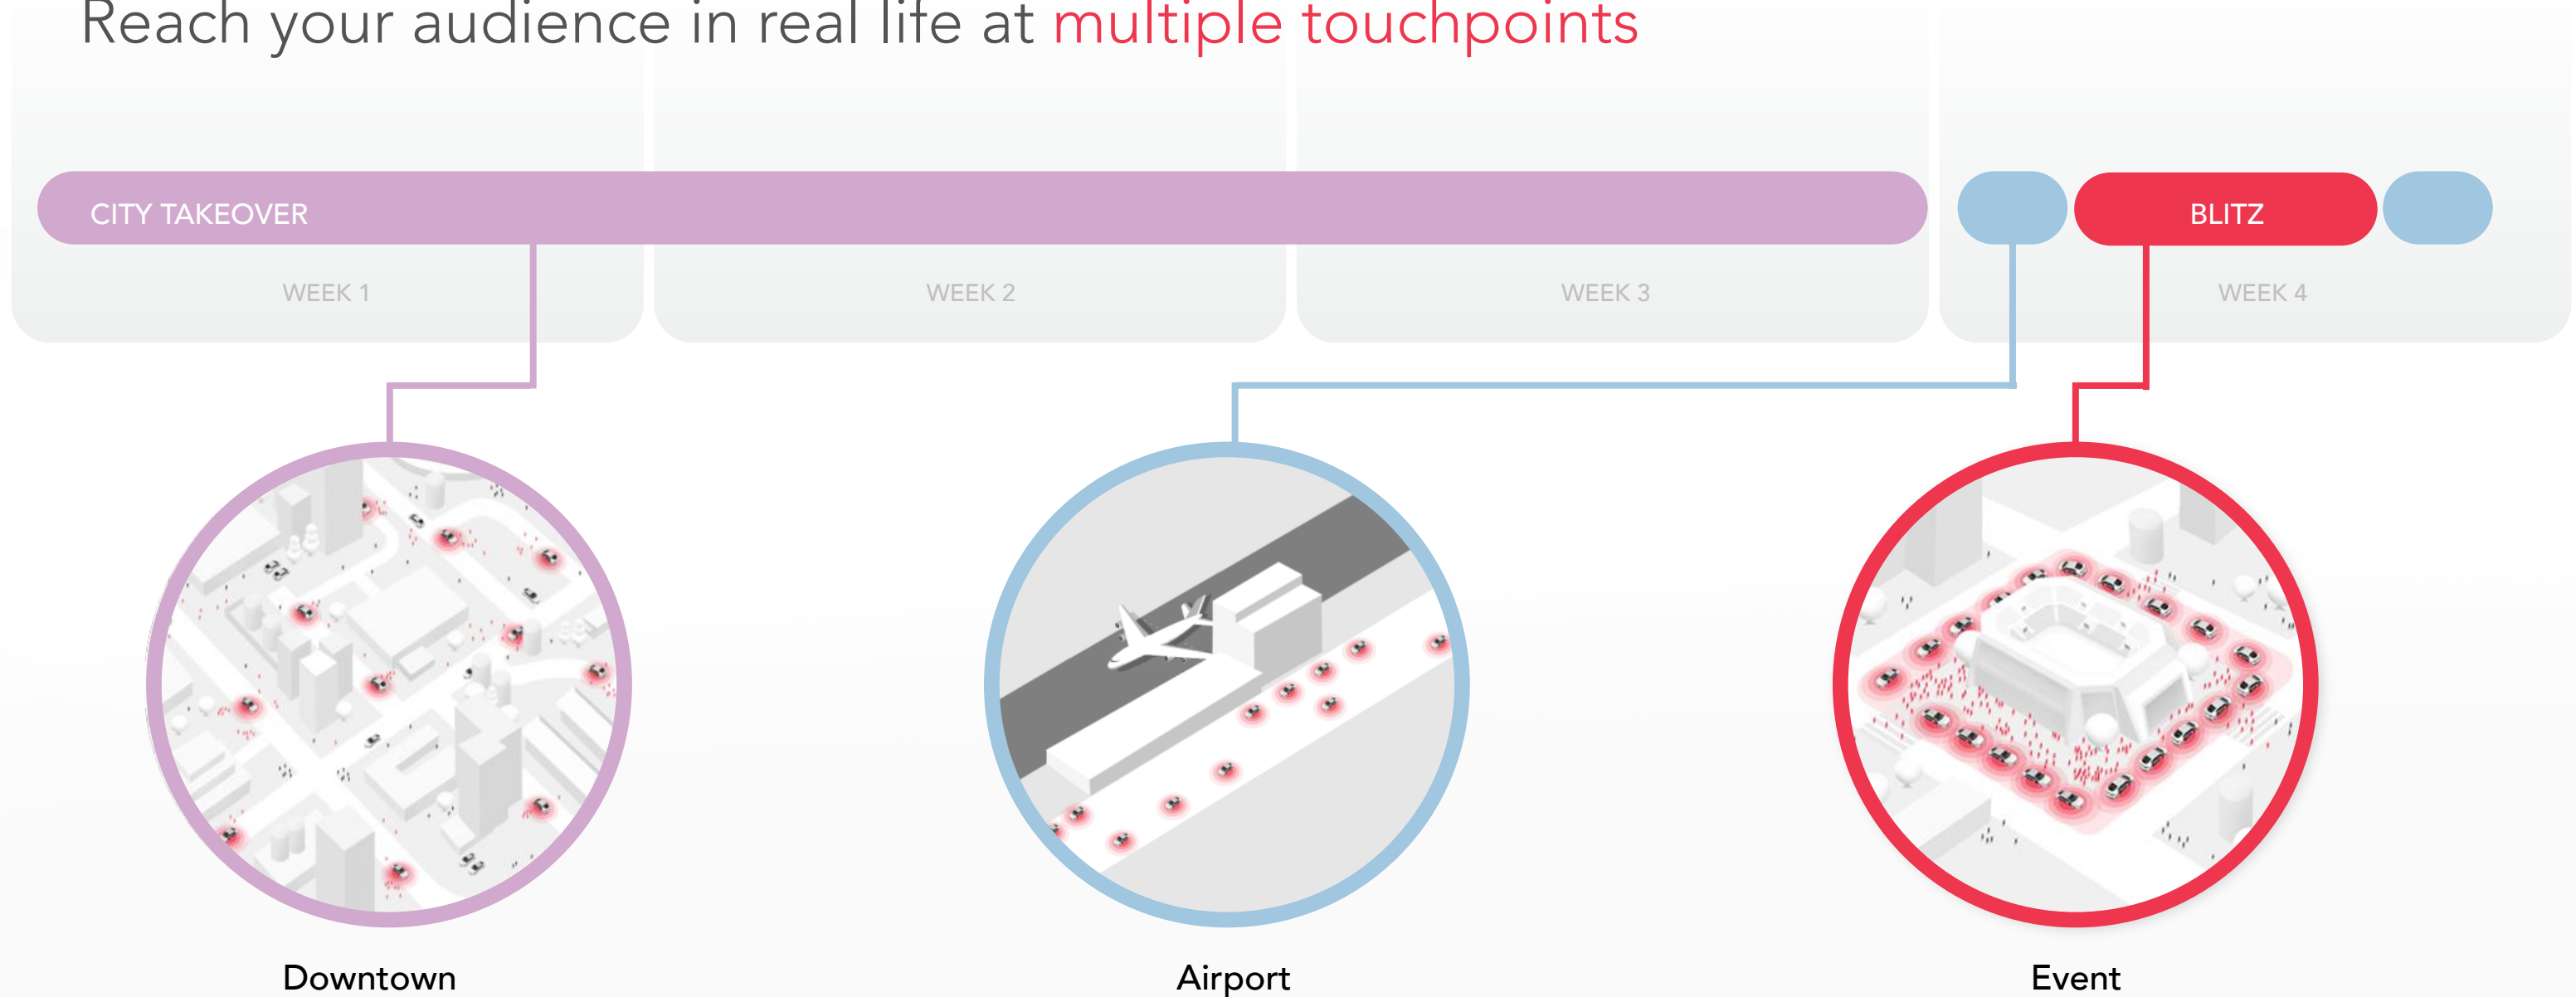 Reach your audience in real life at multiple touchpoints
CITY TAKEOVER
BLITZ
WEEK 1
WEEK 2
WEEK 3
WEEK 4
Downtown
Airport
Event